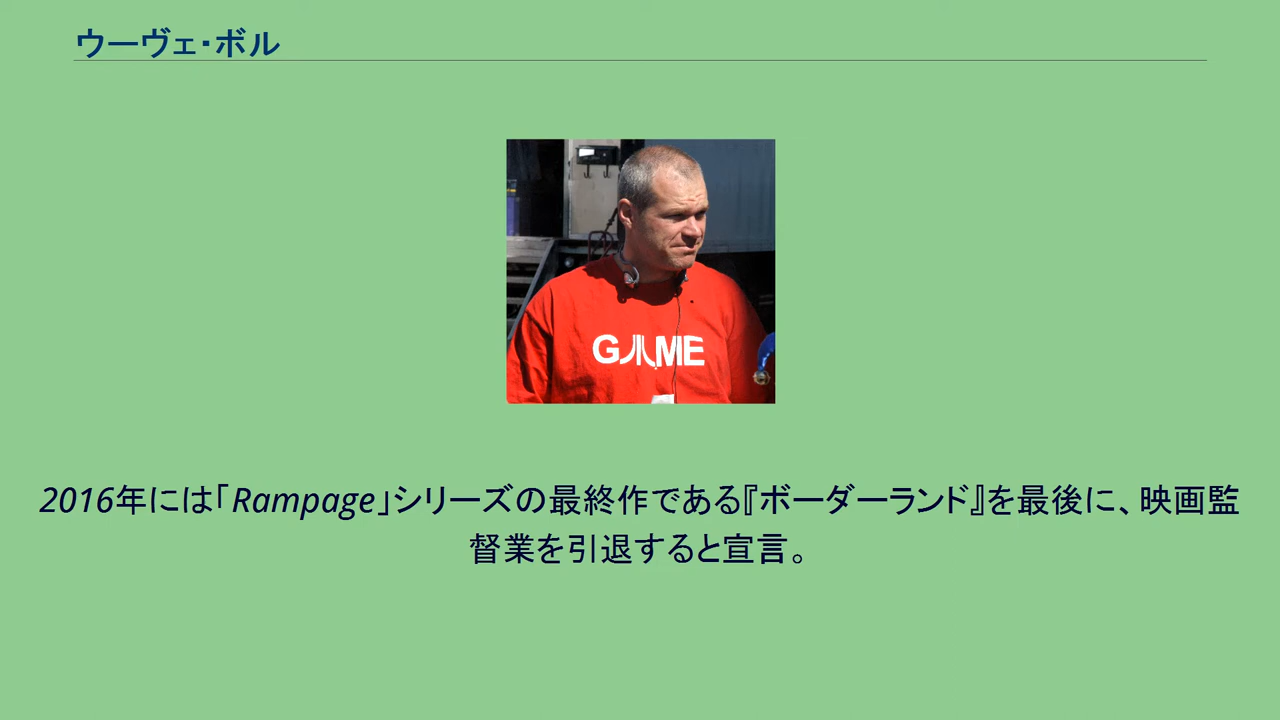 ウーヴェ・ボル
GAME
2016年には「Rampage」シリーズの最終作である『ボーダーランド』を最後に、映画監
督業を引退すると宣言。